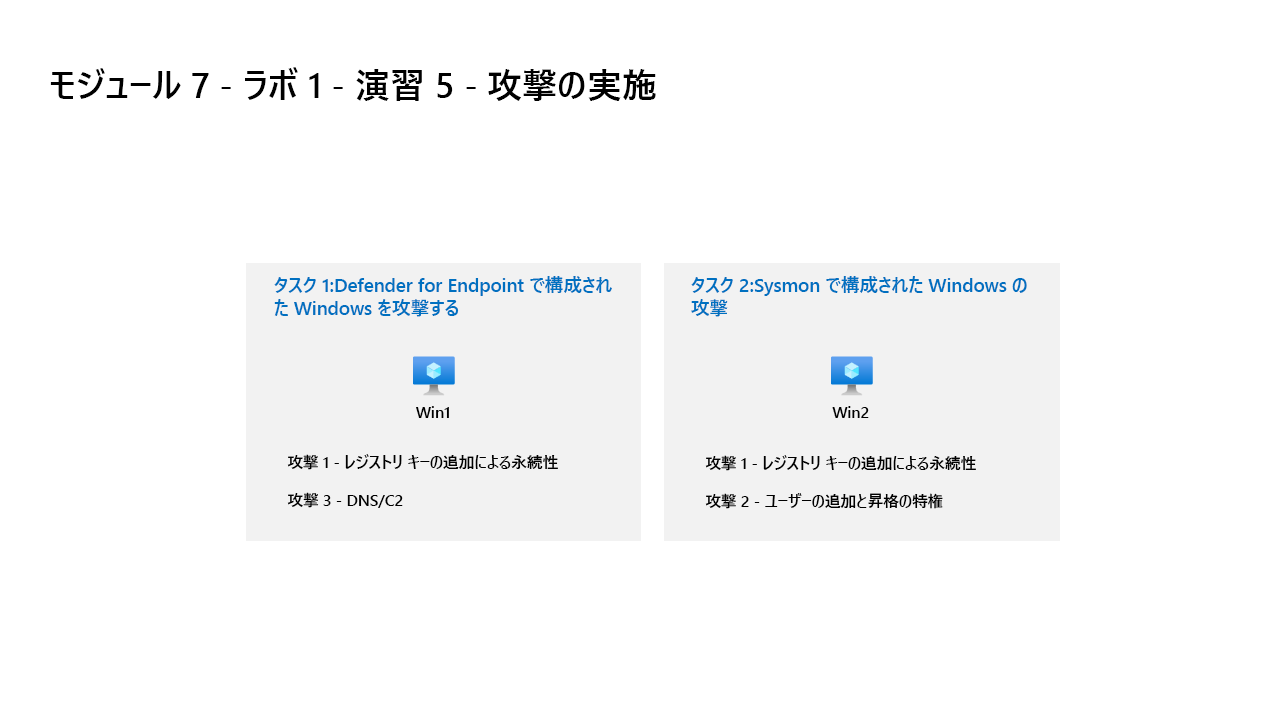 モジュール 7 - ラボ 1 - 演習 5 - 攻撃の実施
タスク 1:Defender for Endpoint で構成され
た Windows を攻撃する
Win1
攻撃 1 - レジストリ キーの追加による永続性
攻撃 3 - DNS/C2
タスク 2:Sysmon で構成された Windows の
攻撃
Win2
攻撃 1 - レジストリ キーの追加による永続性
攻撃 2 - ユーザーの追加と昇格の特権